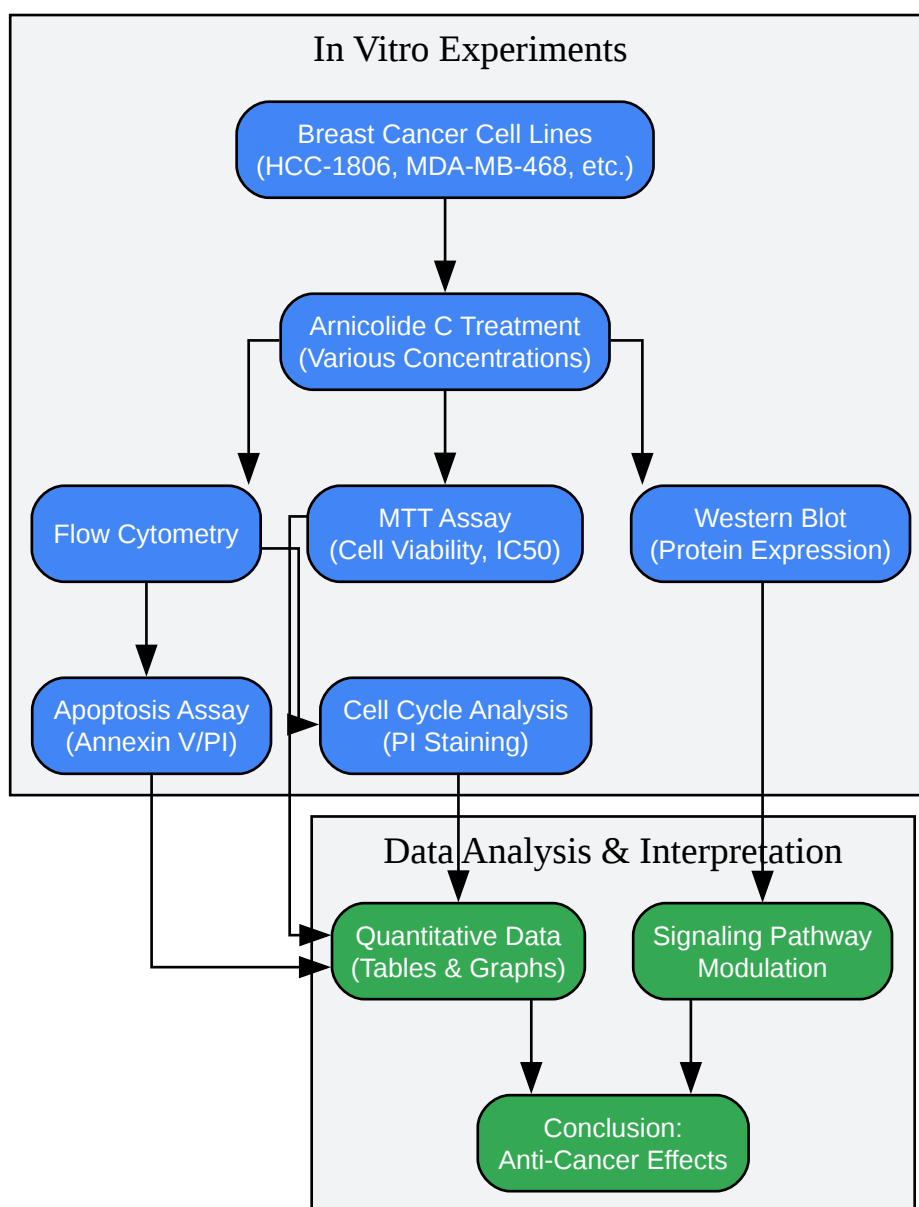 In Vitro Experiments
Breast Cancer Cell Lines
(HCC-1806, MDA-MB-468, etc.)
Arnicolide C Treatment
(Various Concentrations)
Flow Cytometry
MTT Assay
(Cell Viability, IC50)
Western Blot
(Protein Expression)
Apoptosis Assay
(Annexin V/PI)
Cell Cycle Analysis
(PI Staining)
Data Analysis & Interpretation
Quantitative Data
(Tables & Graphs)
Signaling Pathway
Modulation
Conclusion:
Anti-Cancer Effects